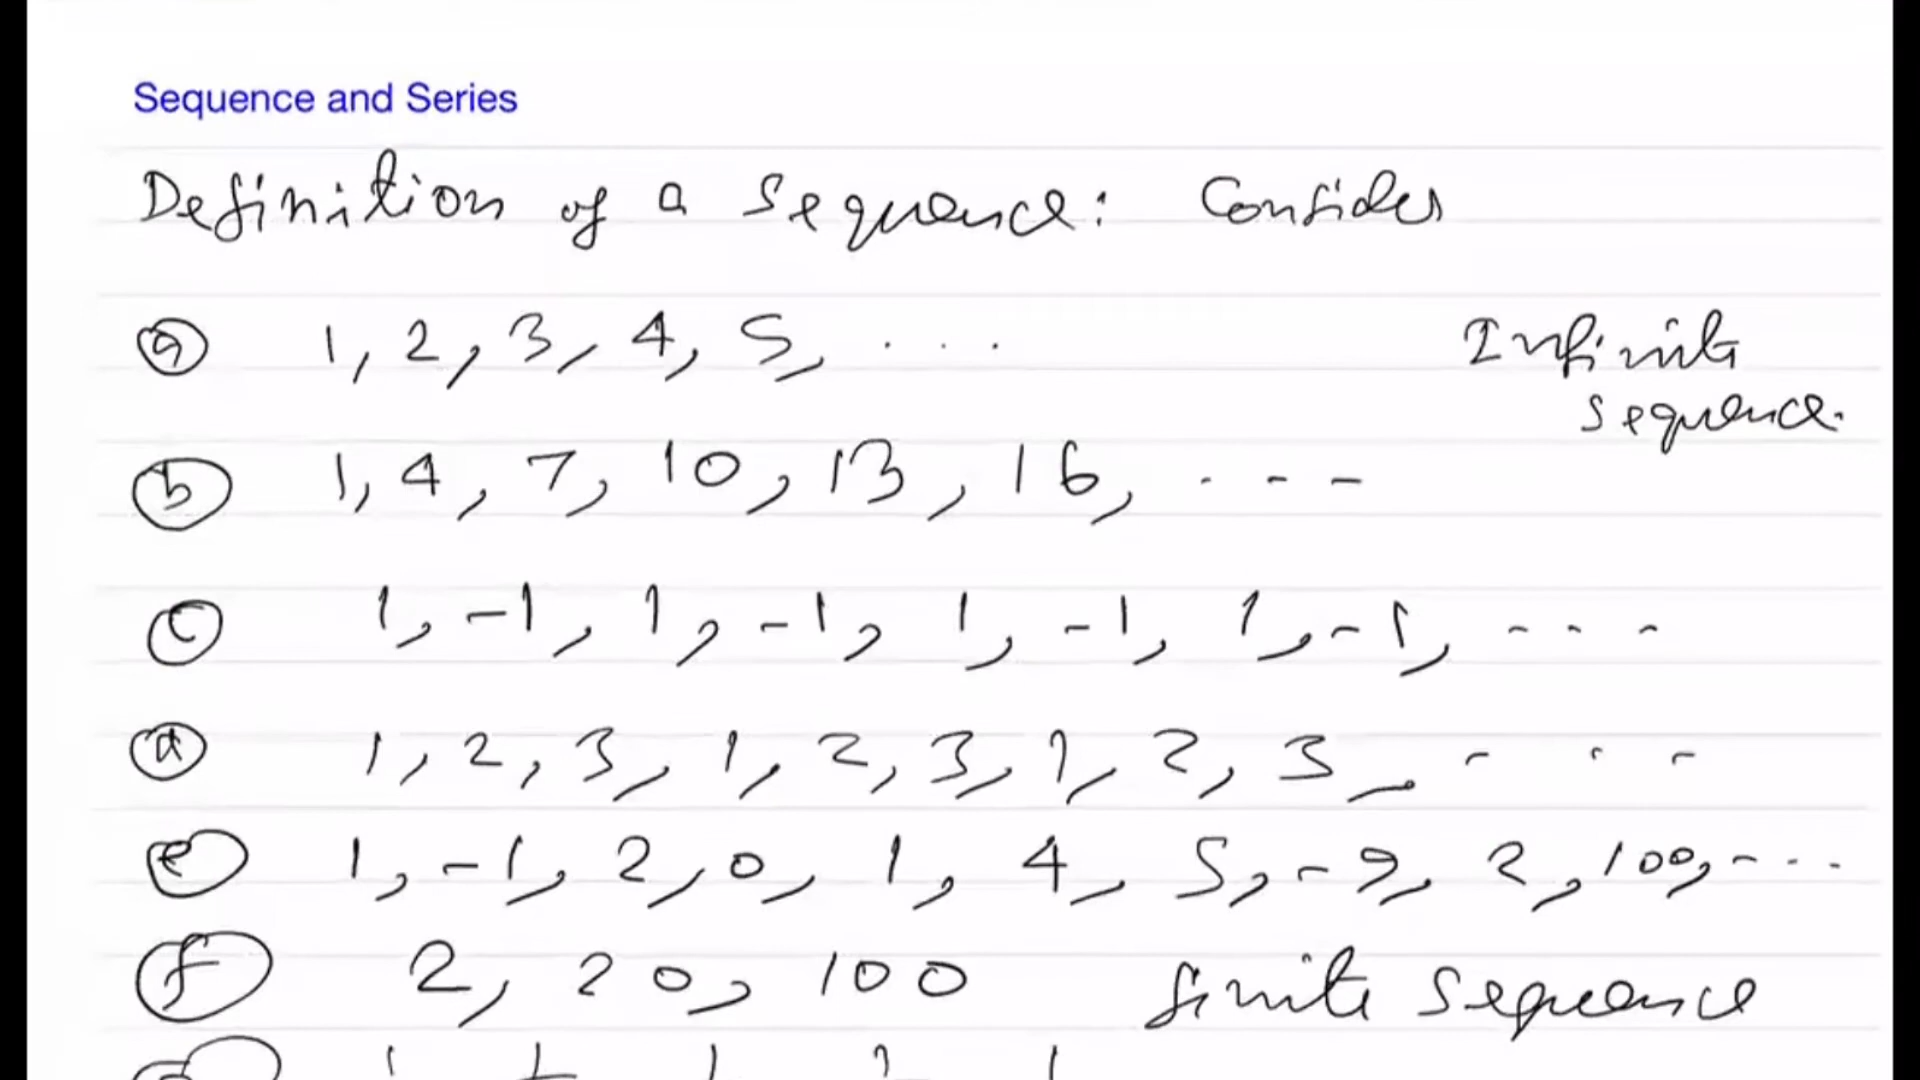 Sequence and Series
Definition of a sequence: Consider
(a) 1, 2, 3, 4, 5, . . . Infinite
sequence.
(b) 1, 4, 7, 10, 13, 16, - - -
(c) 1, -1, 1, -1, 1, -1, 1, -1, - - -
(d) 1, 2, 3, 1, 2, 3, 1, 2, 3, - - -
(e) 1, -1, 2, 0, 1, 4, 5, -9, 2, 100, - - - -
(f) 2, 20, 100 finite sequence